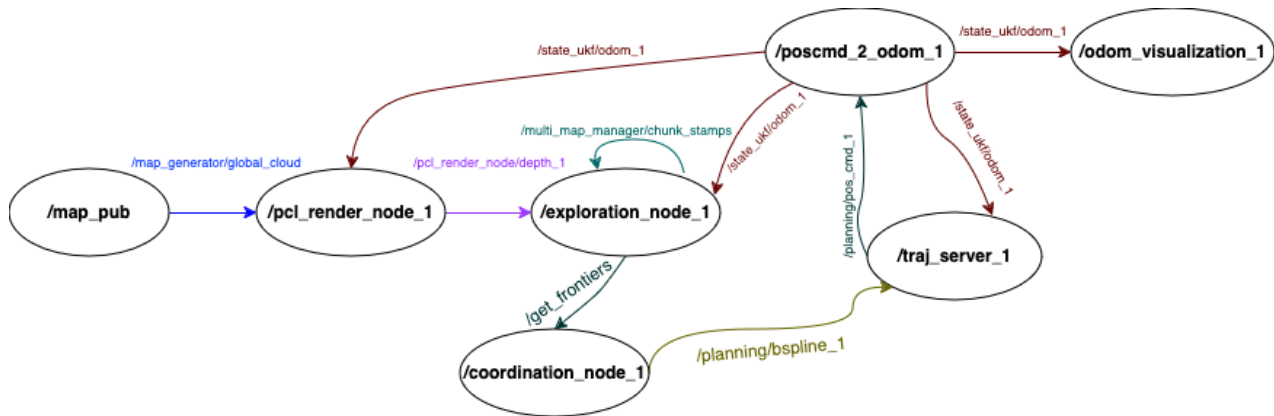 /state_ukf/odom_1
/state_ukf/odom_1
/poscmd_2_odom_1
/odom_visualization_1
/multi_map_manager/chunk_stamps
/state_ukf/odom_1
/state_ukf/odom_1
/map_generator/global_cloud
/pcl_render_node/depth_1
/planning/pos_cmd_1
/map_pub
/pcl_render_node_1
/exploration_node_1
/traj_server_1
/get_frontiers
/planning/bspline_1
/coordination_node_1